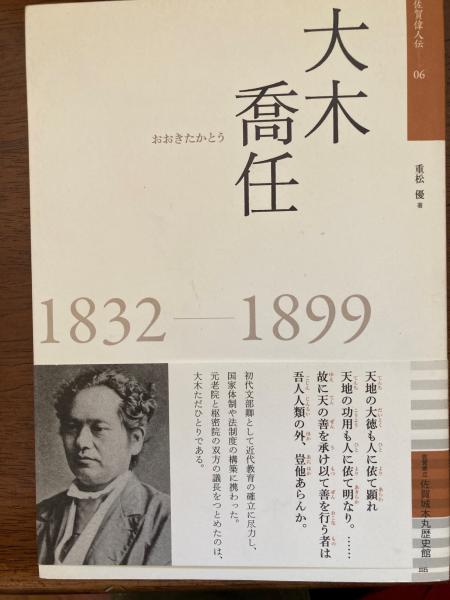 佐賀偉人伝 06
大木
喬任
おおきたかとう
重松 優 著
1832―1899
天地の大徳も人に依て顕れ
天地の功用も人に依て明なり。……
故に天の善を承け以て善を行う者は
吾人人類の外、豈他あらんか。
初代文部卿として近代教育の確立に尽力し、
国家体制や法制度の構築に携わった。
元老院と枢密院の双方の議長をつとめたのは、
大木ただひとりである。
佐賀県立 佐賀城本丸歴史館